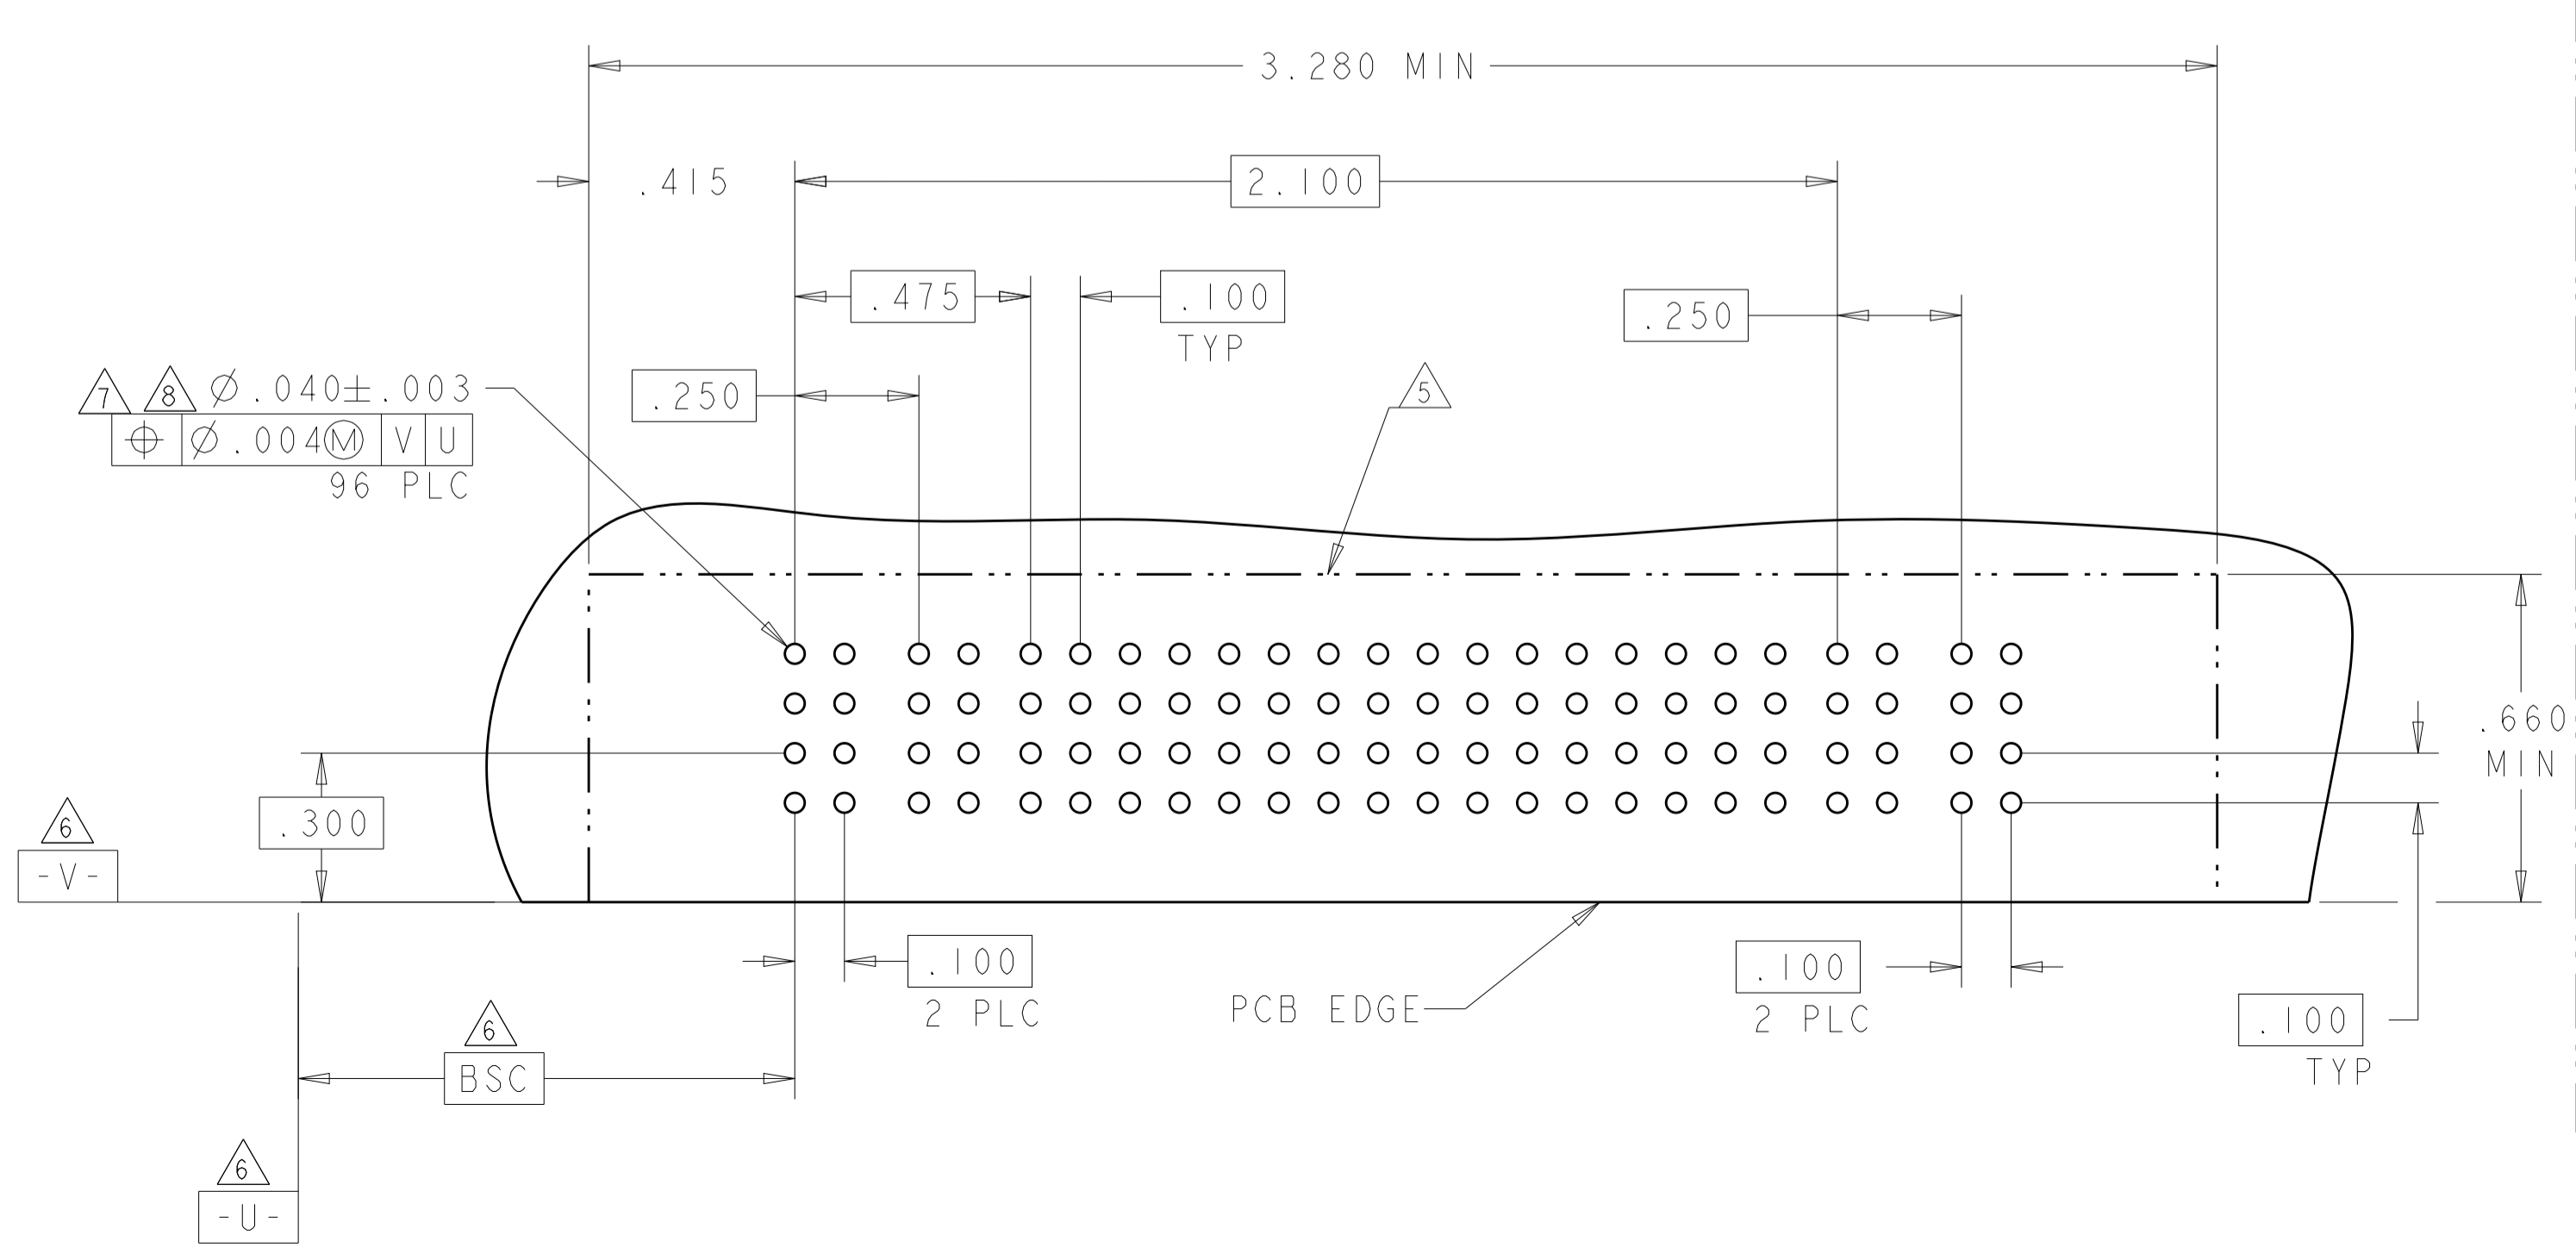 3.280 MIN
.415
2.100
.475
.100
TYP
.250
.250
7 8 Ø.040±.003
⌖ Ø.004Ⓜ V U
96 PLC
5
.660
MIN
.300
6
-V-
.100
2 PLC
PCB EDGE
.100
2 PLC
.100
TYP
6
BSC
6
-U-